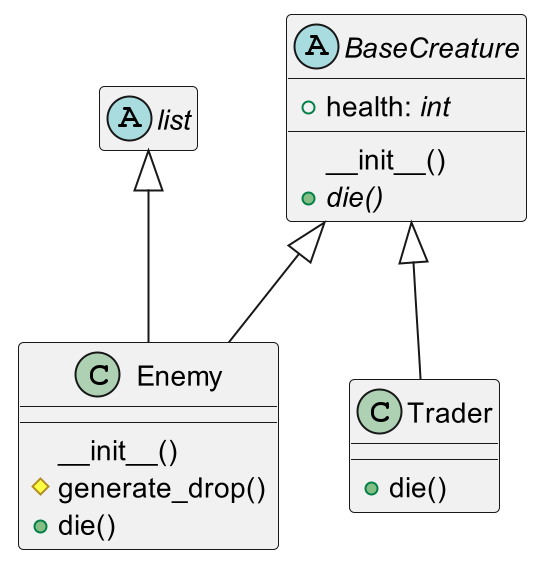 A BaseCreature
health: int
__init__()
die()
A list
C Enemy
__init__()
generate_drop()
die()
C Trader
die()